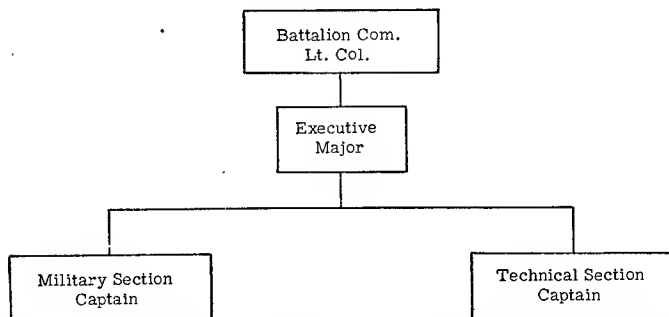 Battalion Com.
Lt. Col.
Executive
Major
Military Section
Captain
Technical Section
Captain